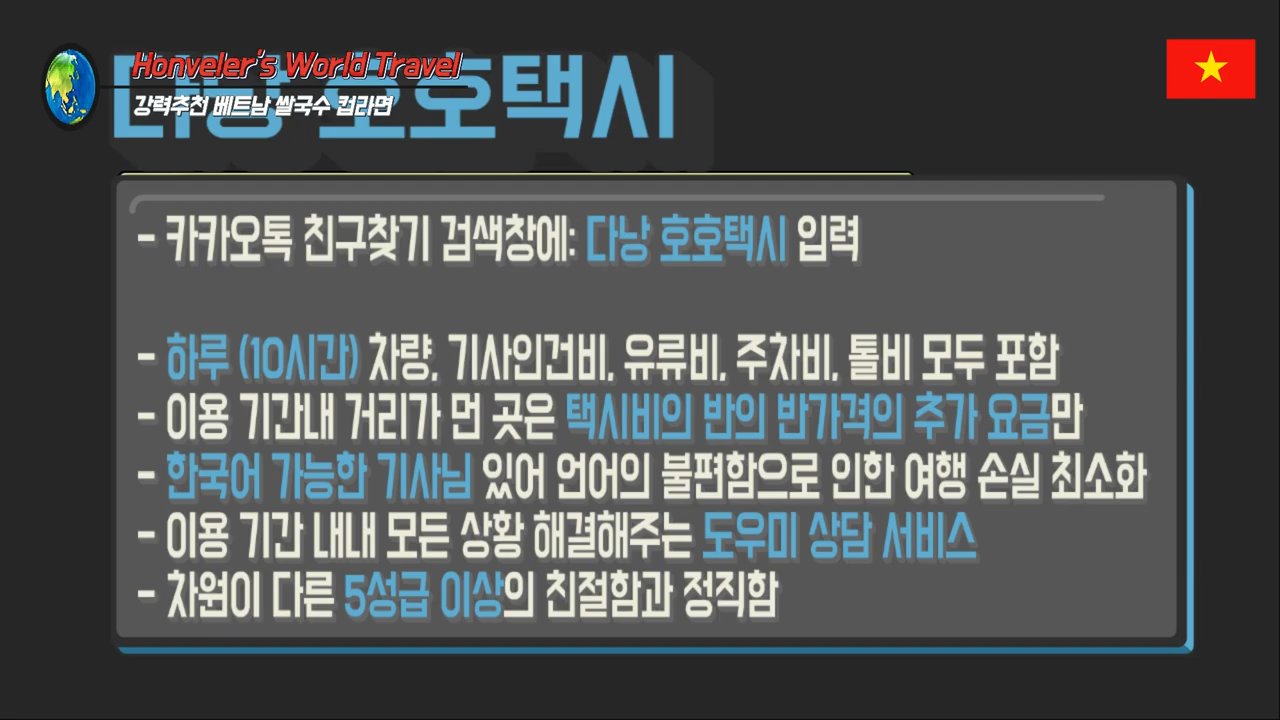 Honveler's World Travel
강력추천 베트남 쌀국수 컵라면
다낭 호호택시
- 카카오톡 친구찾기 검색창에: 다낭 호호택시 입력
- 하루 (10시간) 차량, 기사인건비, 유류비, 주차비, 톨비 모두 포함
- 이용 기간내 거리가 먼 곳은 택시비의 반의 반가격의 추가 요금만
- 한국어 가능한 기사님 있어 언어의 불편함으로 인한 여행 손실 최소화
- 이용 기간 내내 모든 상황 해결해주는 도우미 상담 서비스
- 차원이 다른 5성급 이상의 친절함과 정직함